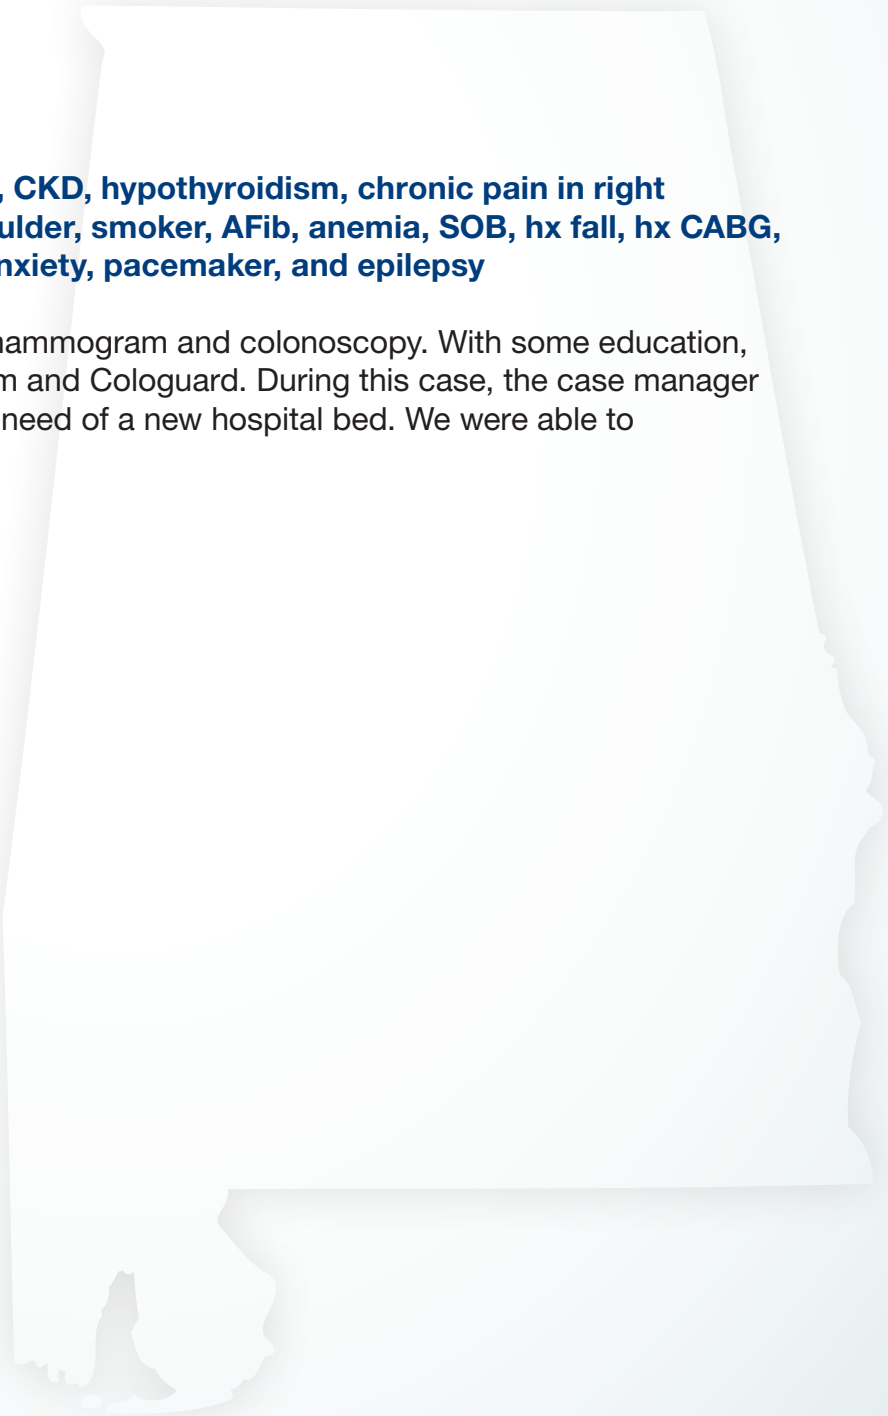 , CKD, hypothyroidism, chronic pain in right
ulder, smoker, AFib, anemia, SOB, hx fall, hx CABG,
nxiety, pacemaker, and epilepsy
nammogram and colonoscopy. With some education,
m and Cologuard. During this case, the case manager
need of a new hospital bed. We were able to